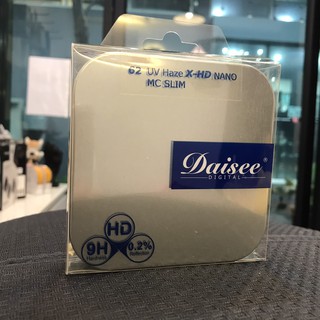 62 UV Haze X-HD NANO
MC SLIM
Daisee®
DIGITAL
HD
9H
0.2%